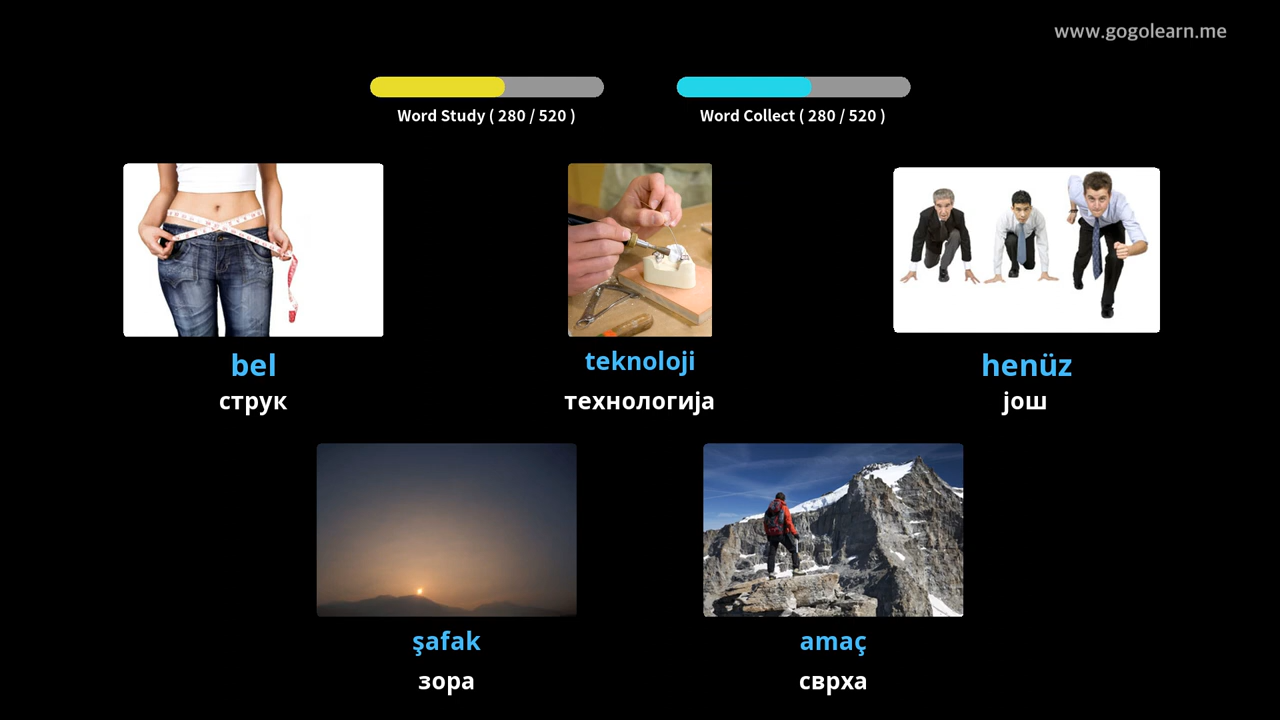 www.gogolearn.me
Word Study ( 280 / 520 )
Word Collect ( 280 / 520 )
bel
струк
teknoloji
технологија
henüz
још
şafak
зора
amaç
сврха